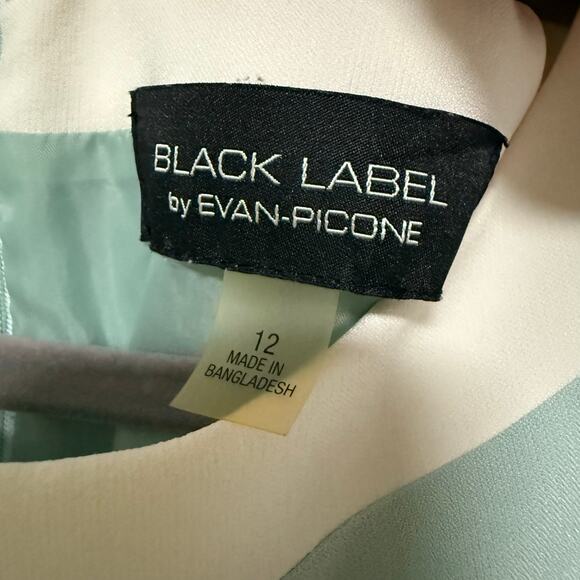 BLACK LABEL
by EVAN-PICONE
12
MADE IN
BANGLADESH